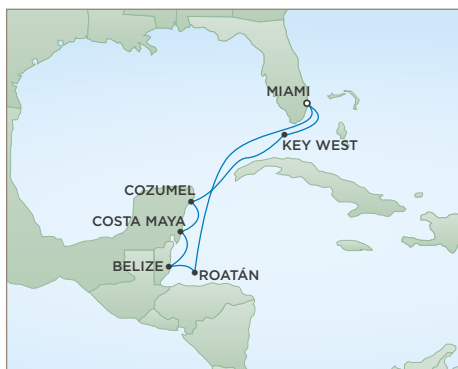 MIAMI
KEY WEST
COZUMEL
COSTA MAYA
BELIZE
ROATÁN